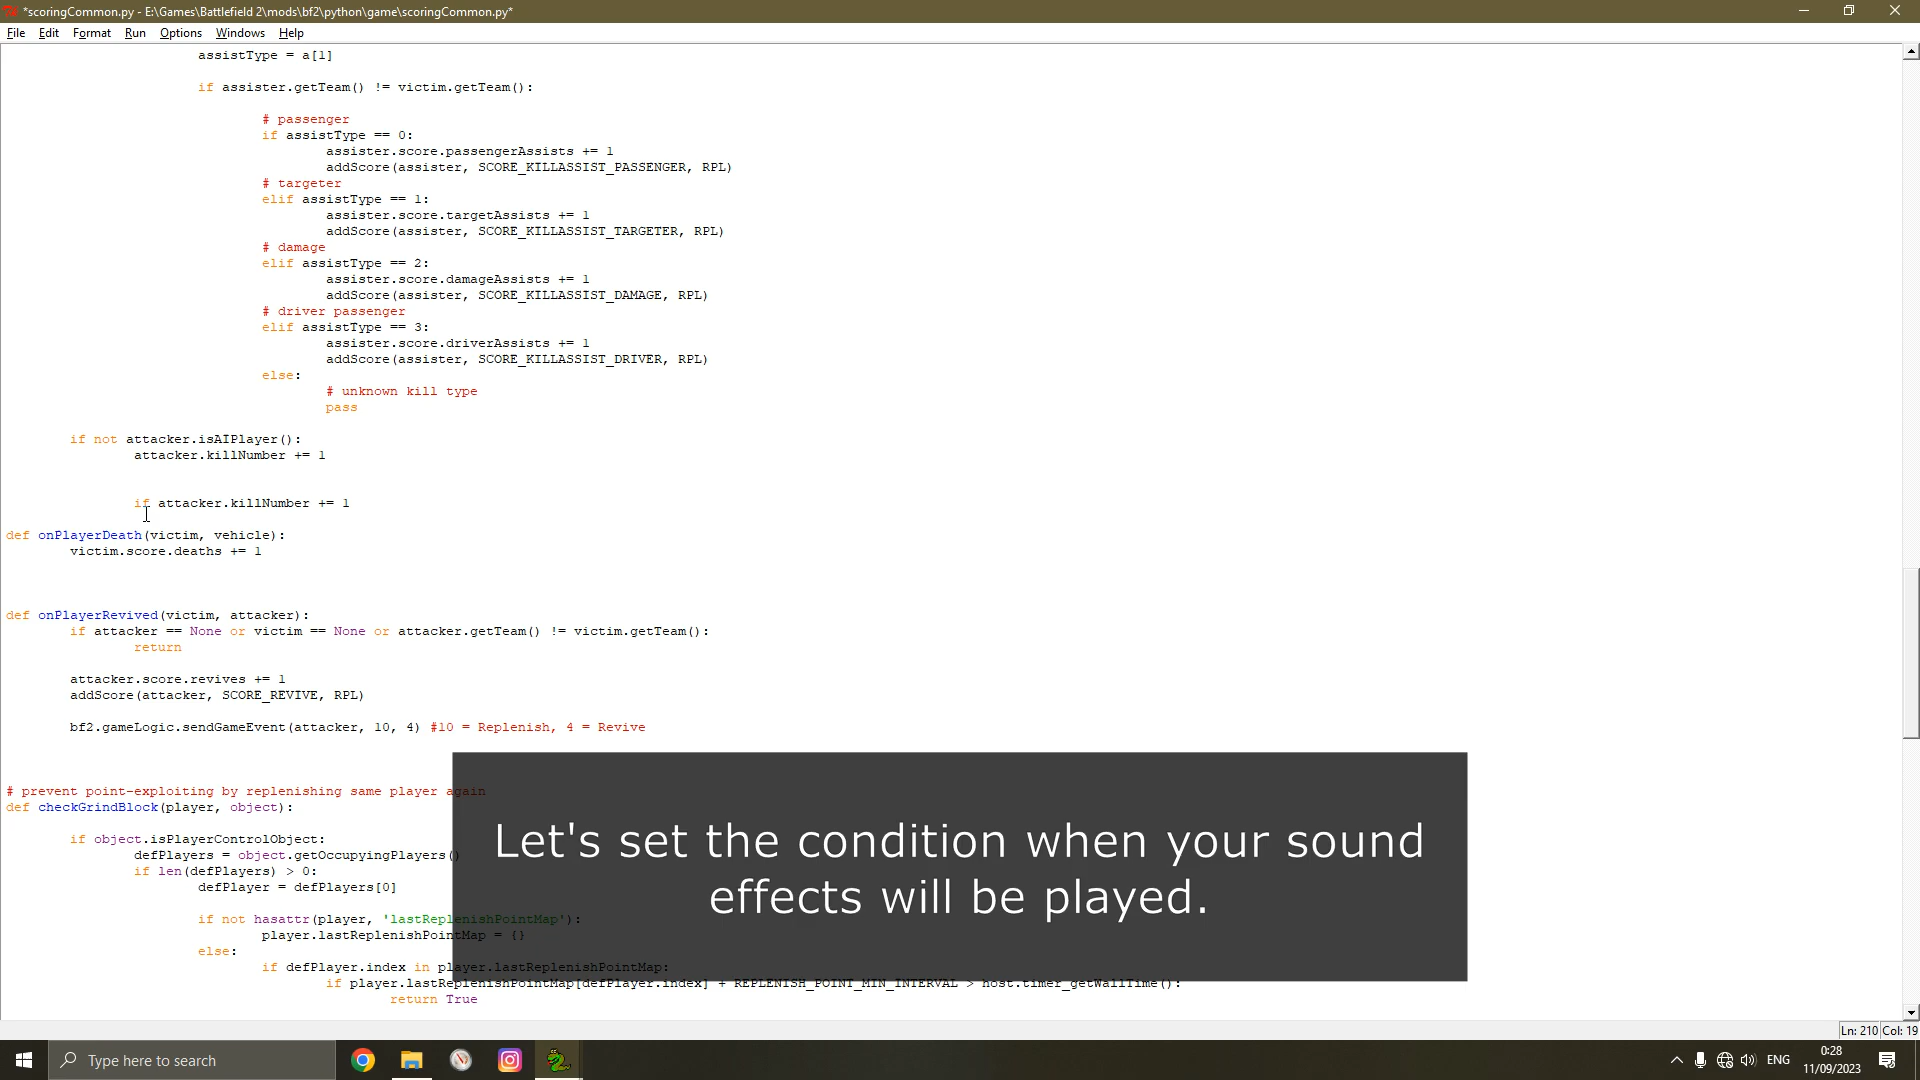 *scoringCommon.py - E:\Games\Battlefield 2\mods\bf2\python\game\scoringCommon.py*
File Edit Format Run Options Windows Help
assistType = a[1]
if assister.getTeam() != victim.getTeam():
# passenger
if assistType == 0:
assister.score.passengerAssists += 1
addScore(assister, SCORE_KILLASSIST_PASSENGER, RPL)
# targeter
elif assistType == 1:
assister.score.targetAssists += 1
addScore(assister, SCORE_KILLASSIST_TARGETER, RPL)
# damage
elif assistType == 2:
assister.score.damageAssists += 1
addScore(assister, SCORE_KILLASSIST_DAMAGE, RPL)
# driver passenger
elif assistType == 3:
assister.score.driverAssists += 1
addScore(assister, SCORE_KILLASSIST_DRIVER, RPL)
else:
# unknown kill type
pass
if not attacker.isAIPlayer():
attacker.killNumber += 1
if attacker.killNumber += 1
def onPlayerDeath(victim, vehicle):
victim.score.deaths += 1
def onPlayerRevived(victim, attacker):
if attacker == None or victim == None or attacker.getTeam() != victim.getTeam():
return
attacker.score.revives += 1
addScore(attacker, SCORE_REVIVE, RPL)
bf2.gameLogic.sendGameEvent(attacker, 10, 4) #10 = Replenish, 4 = Revive
# prevent point-exploiting by replenishing same player again
def checkGrindBlock(player, object):
if object.isPlayerControlObject:
defPlayers = object.getOccupyingPlayers()
if len(defPlayers) > 0:
defPlayer = defPlayers[0]
if not hasattr(player, 'lastReplenishPointMap'):
player.lastReplenishPointMap = {}
else:
if defPlayer.index in player.lastReplenishPointMap:
if player.lastReplenishPointMap[defPlayer.index] + REPLENISH_POINT_MIN_INTERVAL > host.timer_getWallTime():
return True
Let's set the condition when your sound
effects will be played.
Ln: 210 Col: 19
Type here to search
ENG
0:28
11/09/2023